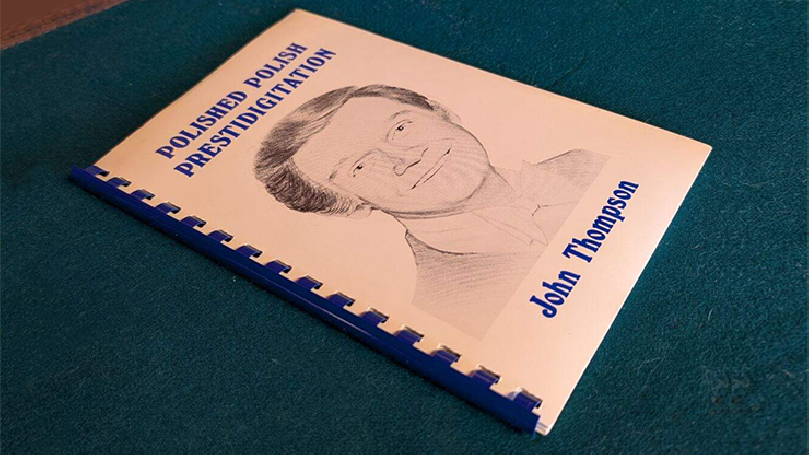 POLISHED POLISH
PRESTIDIGITATION
John Thompson